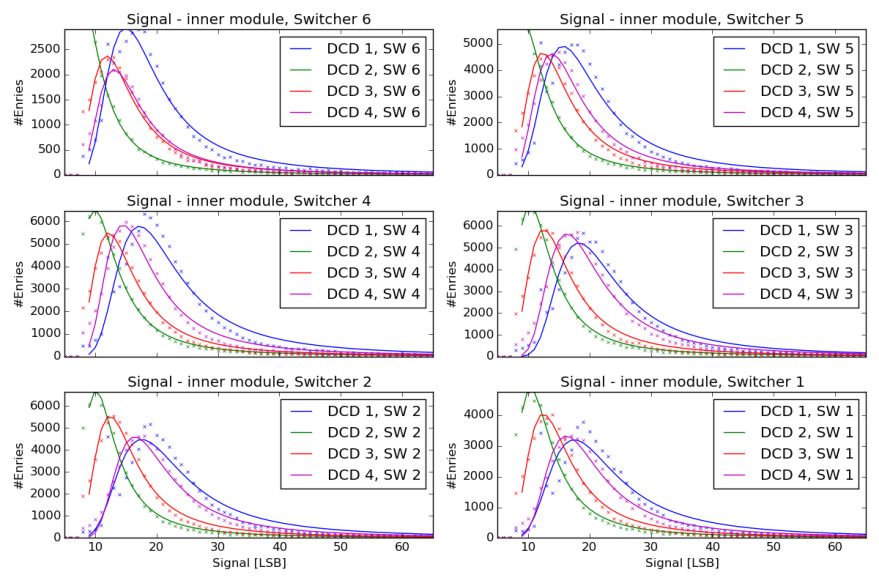 Signal - inner module, Switcher 6
Signal - inner module, Switcher 5
#Enries
2500
2000
1500
1000
500
0
DCD 1, SW 6
DCD 2, SW 6
DCD 3, SW 6
DCD 4, SW 6
#Enries
5000
4000
3000
2000
1000
0
DCD 1, SW 5
DCD 2, SW 5
DCD 3, SW 5
DCD 4, SW 5
Signal - inner module, Switcher 4
Signal - inner module, Switcher 3
#Enries
6000
5000
4000
3000
2000
1000
0
DCD 1, SW 4
DCD 2, SW 4
DCD 3, SW 4
DCD 4, SW 4
#Enries
6000
5000
4000
3000
2000
1000
0
DCD 1, SW 3
DCD 2, SW 3
DCD 3, SW 3
DCD 4, SW 3
Signal - inner module, Switcher 2
Signal - inner module, Switcher 1
#Enries
6000
5000
4000
3000
2000
1000
0
DCD 1, SW 2
DCD 2, SW 2
DCD 3, SW 2
DCD 4, SW 2
10 20 30 40 50 60
Signal [LSB]
#Enries
4000
3000
2000
1000
0
DCD 1, SW 1
DCD 2, SW 1
DCD 3, SW 1
DCD 4, SW 1
10 20 30 40 50 60
Signal [LSB]